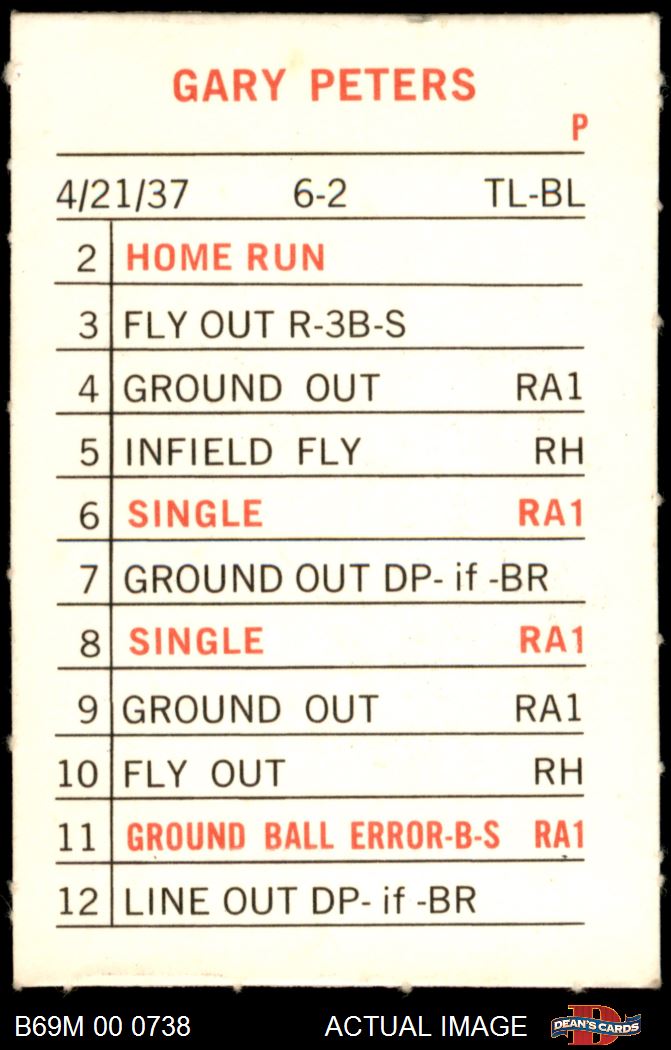 GARY PETERS
P
4/21/37 6-2 TL-BL
2 HOME RUN
3 FLY OUT R-3B-S
4 GROUND OUT RA1
5 INFIELD FLY RH
6 SINGLE RA1
7 GROUND OUT DP- if -BR
8 SINGLE RA1
9 GROUND OUT RA1
10 FLY OUT RH
11 GROUND BALL ERROR-B-S RA1
12 LINE OUT DP- if -BR
B69M 00 0738 ACTUAL IMAGE D DEAN'S CARDS